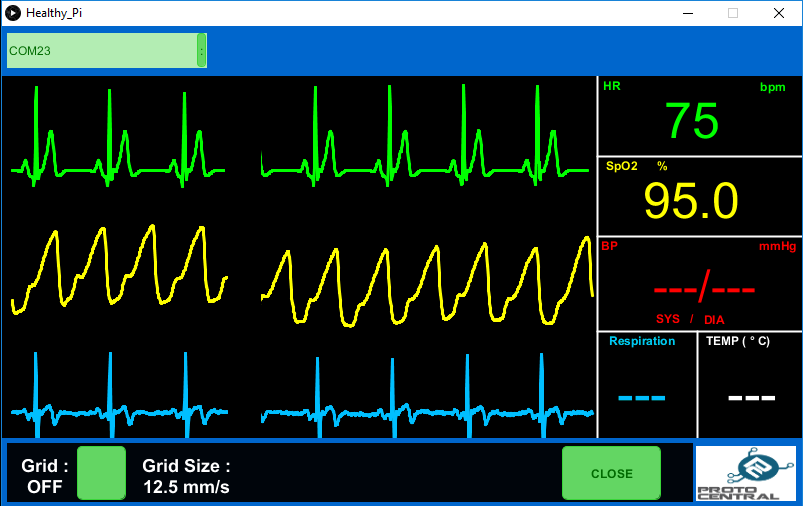 Healthy_Pi
COM23
:
HR bpm
75
SpO2 %
95.0
BP mmHg
---/---
SYS / DIA
Respiration
---
TEMP ( ° C)
---
Grid :
OFF
Grid Size :
12.5 mm/s
CLOSE
PROTO
CENTRAL